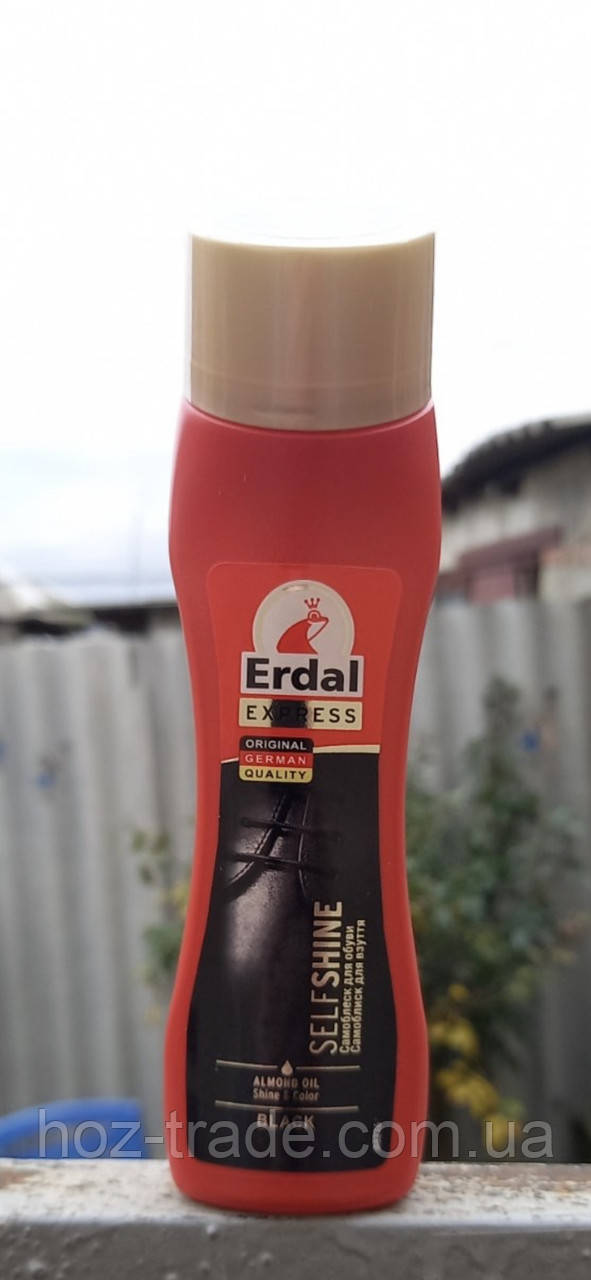 Erdal
EXPRESS
ORIGINAL
GERMAN
QUALITY
SELFSHINE
Самоблеск для обуви
Самоблиск для взуття
ALMOND OIL
Shine & Color
BLACK
hoz-trade.com.ua